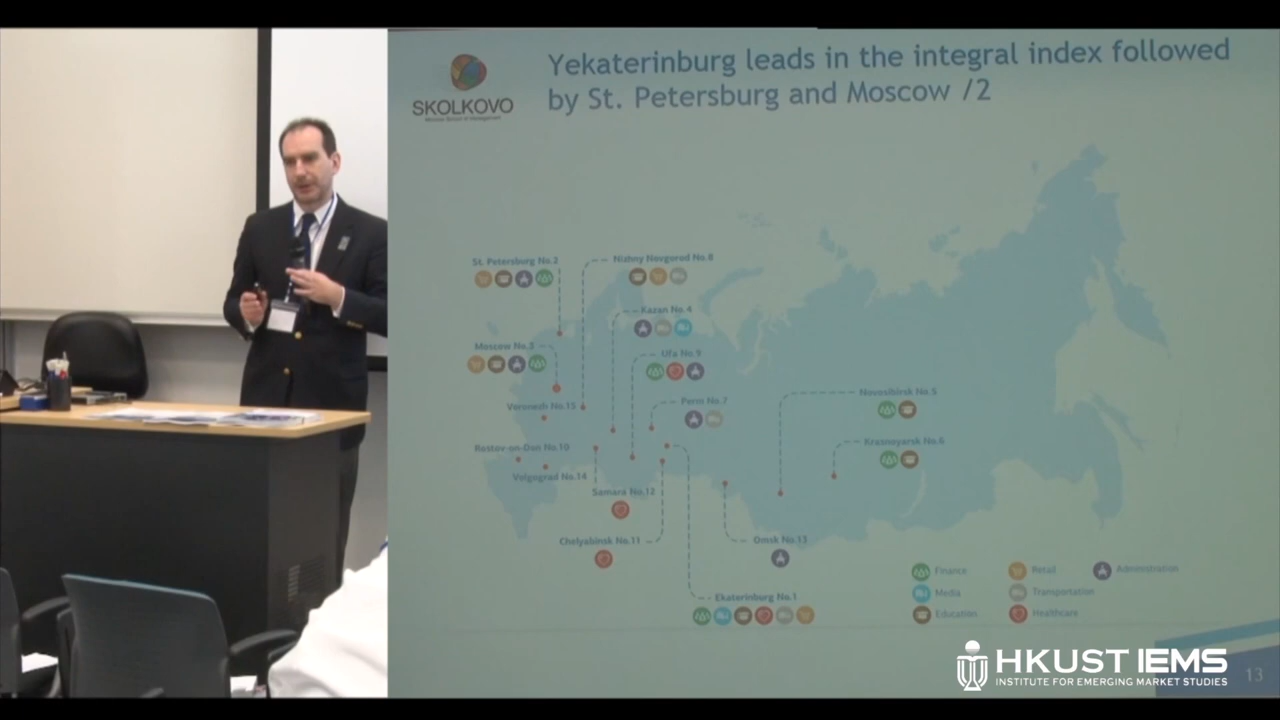 SKOLKOVO
Moscow School of Management
Yekaterinburg leads in the integral index followed
by St. Petersburg and Moscow /2
St. Petersburg No.2
Nizhny Novgorod No.8
Kazan No.4
Moscow No.3
Ufa No.9
Novosibirsk No.5
Perm No.7
Voronezh No.15
Krasnoyarsk No.6
Rostov-on-Don No.10
Volgograd No.14
Samara No.12
Chelyabinsk No.11
Omsk No.13
Finance
Retail
Administration
Media
Transportation
Ekaterinburg No.1
Education
Healthcare
HKUST IEMS
INSTITUTE FOR EMERGING MARKET STUDIES
13